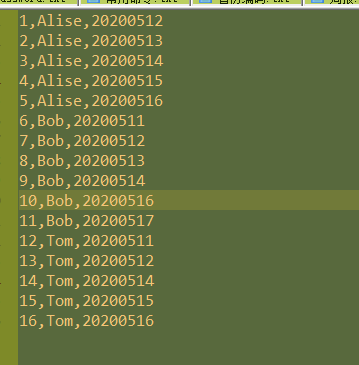 1,Alise,20200512
2,Alise,20200513
3,Alise,20200514
4,Alise,20200515
5,Alise,20200516
6,Bob,20200511
7,Bob,20200512
8,Bob,20200513
9,Bob,20200514
10,Bob,20200516
11,Bob,20200517
12,Tom,20200511
13,Tom,20200512
14,Tom,20200514
15,Tom,20200515
16,Tom,20200516